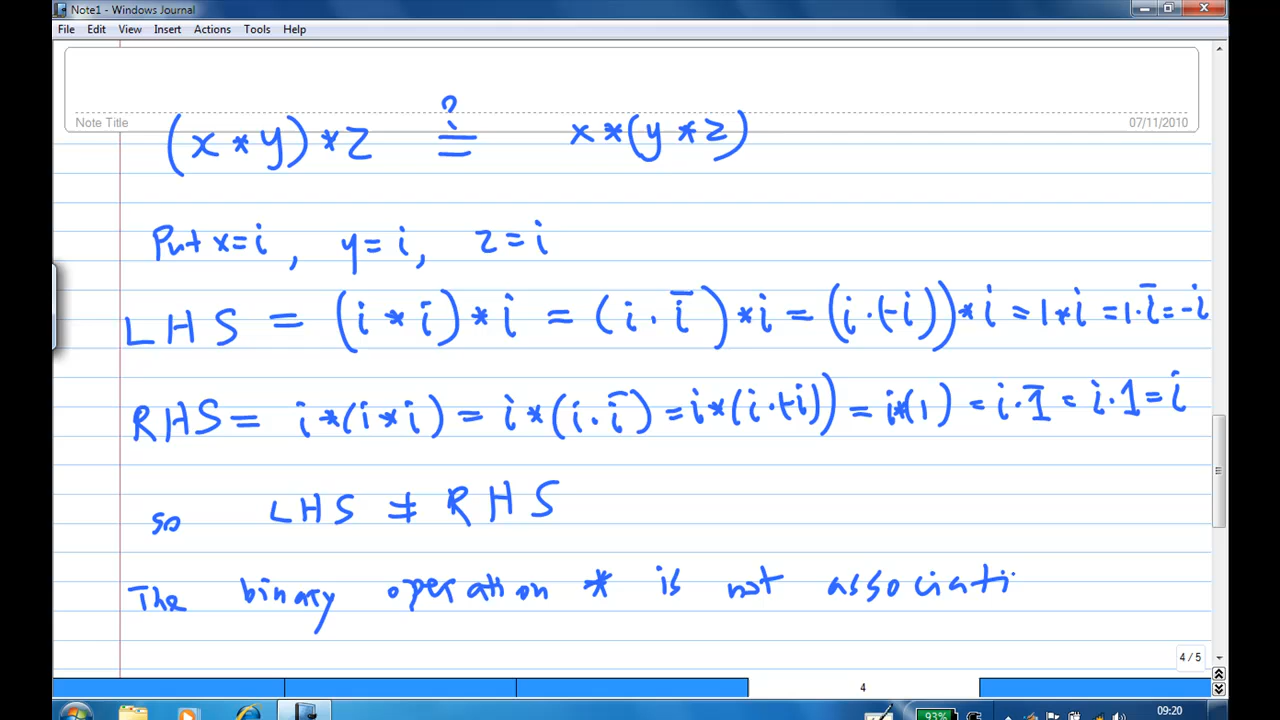 Note1 - Windows Journal
File Edit View Insert Actions Tools Help
Note Title
07/11/2010
(x * y) * z ≟ x * (y * z)
Put x = i , y = i , z = i
LHS = (i * i) * i = (i · i̅) * i = (i · (-i)) * i = 1 * i = 1 · i̅ = -i
RHS = i * (i * i) = i * (i · i̅) = i * (i · (-i)) = i * (1) = i · 1̅ = i · 1 = i
so LHS ≠ RHS
The binary operation * is not associati
4 / 5
4
93%
09:20